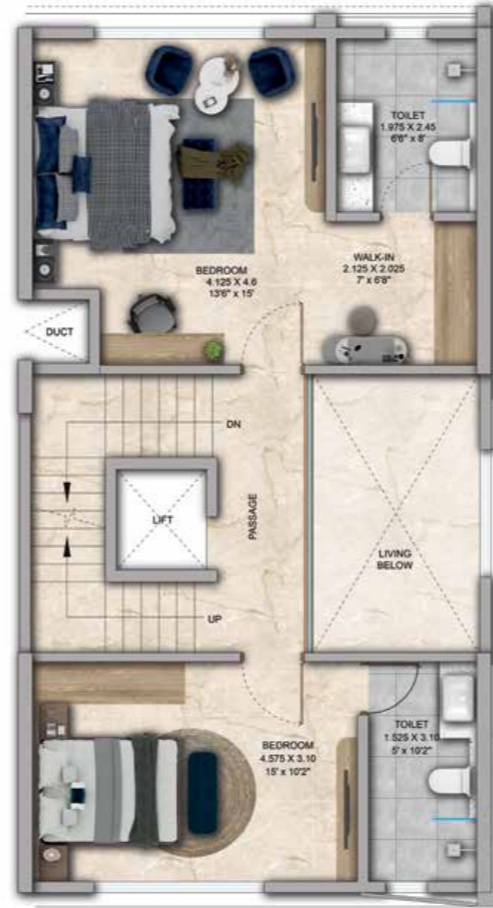 TOILET
1.975 X 2.45
6'6" x 8'
WALK-IN
2.125 X 2.025
7' x 6'8"
BEDROOM
4.125 X 4.6
13'6" x 15'
DUCT
DN
LIFT
PASSAGE
LIVING
BELOW
UP
TOILET
1.525 X 3.10
5' x 10'2"
BEDROOM
4.575 X 3.10
15' x 10'2"